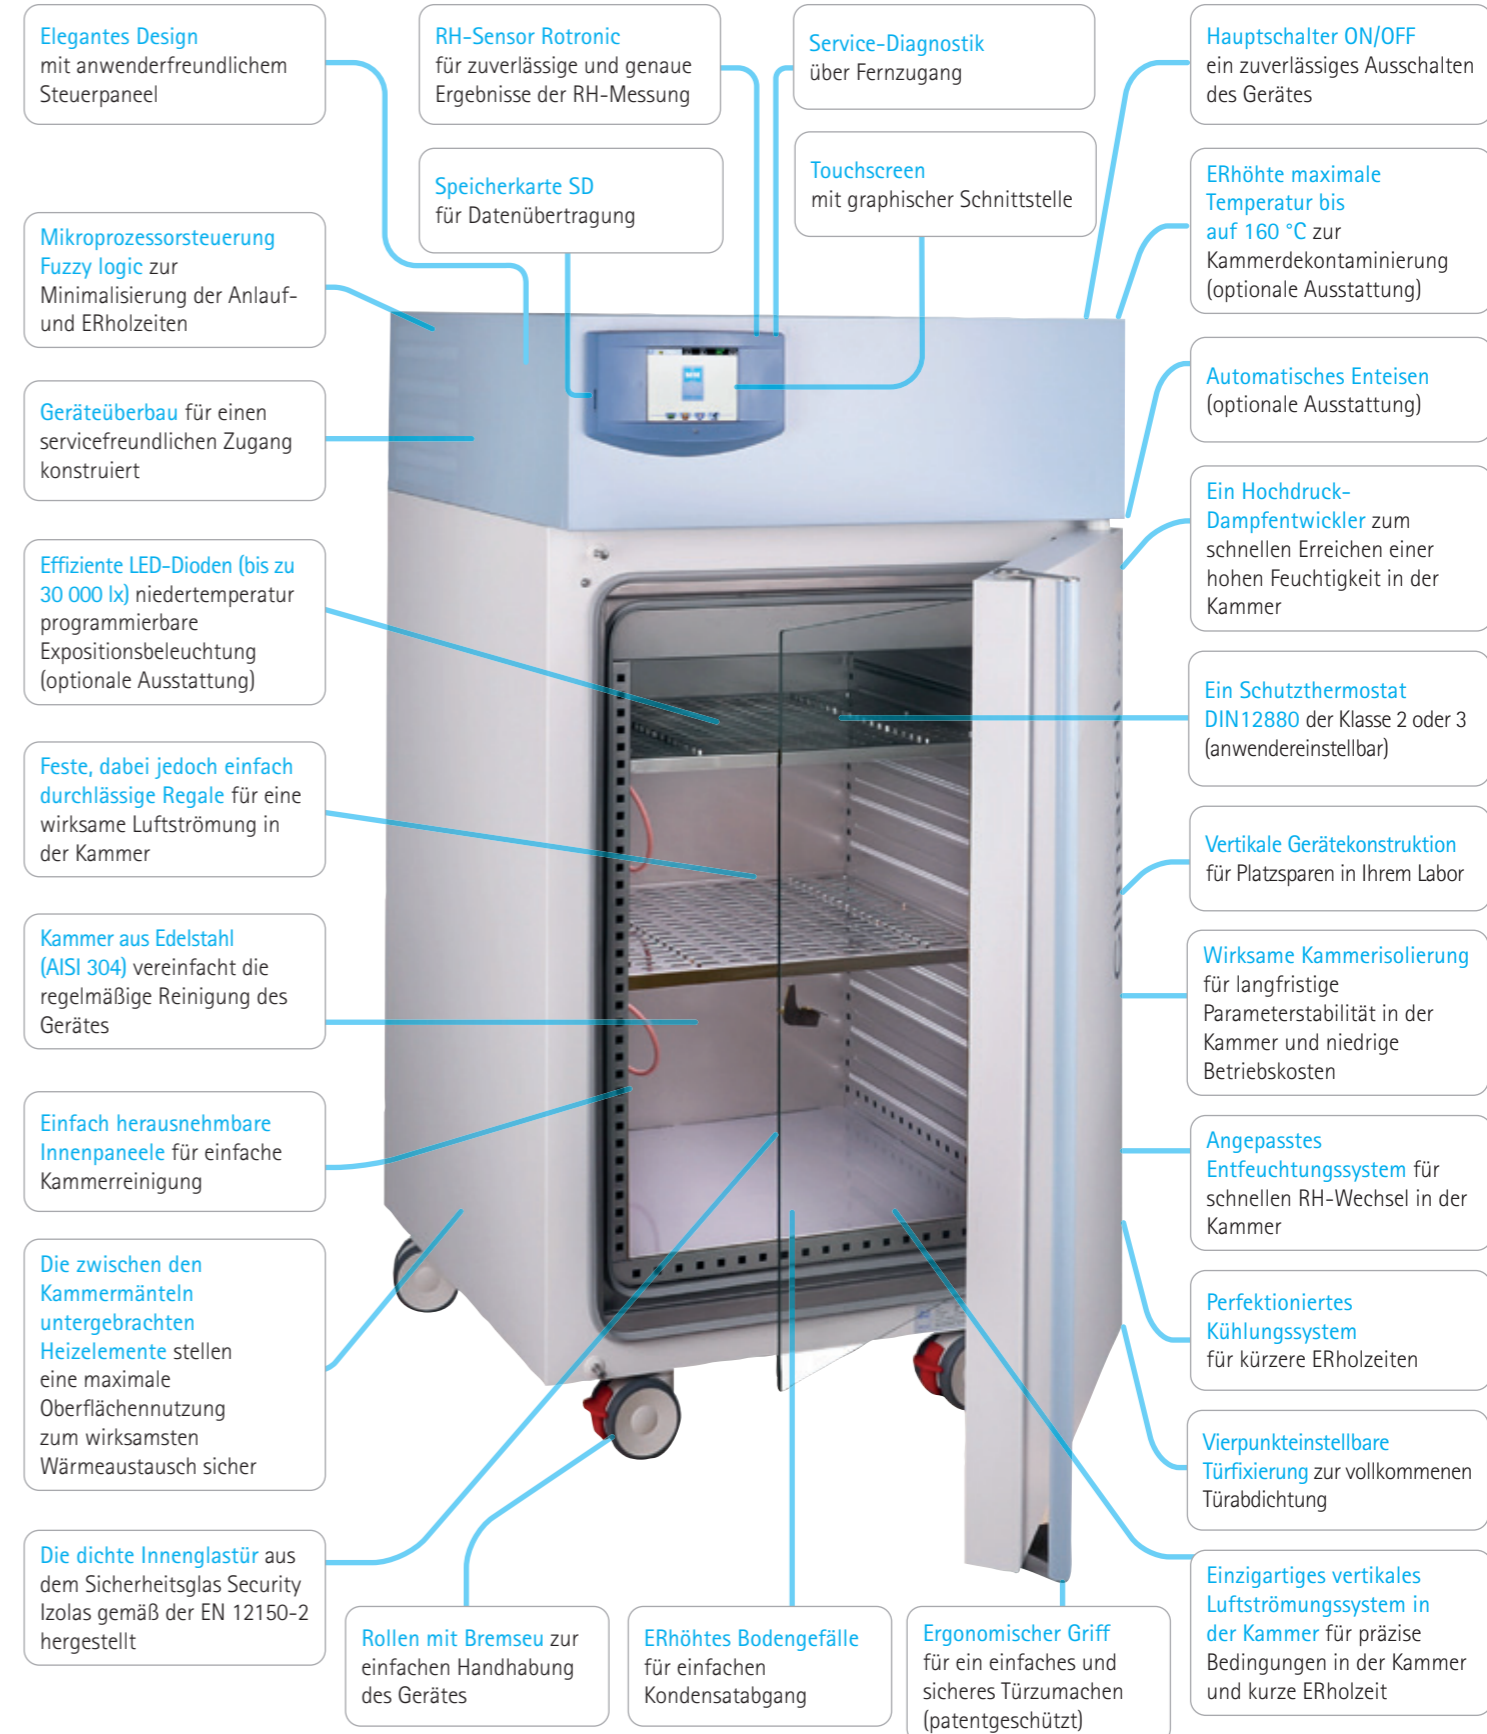 Elegantes Design
mit anwenderfreundlichem
Steuerpaneel
RH-Sensor Rotronic
für zuverlässige und genaue
Ergebnisse der RH-Messung
Service-Diagnostik
über Fernzugang
Hauptschalter ON/OFF
ein zuverlässiges Ausschalten
des Gerätes
Speicherkarte SD
für Datenübertragung
Touchscreen
mit graphischer Schnittstelle
ERhöhte maximale
Temperatur bis
auf 160 °C zur
Kammerdekontaminierung
(optionale Ausstattung)
Mikroprozessorsteuerung
Fuzzy logic zur
Minimalisierung der Anlauf-
und ERholzeiten
Automatisches Enteisen
(optionale Ausstattung)
Geräteüberbau für einen
servicefreundlichen Zugang
konstruiert
Ein Hochdruck-
Dampfentwickler zum
schnellen Erreichen einer
hohen Feuchtigkeit in der
Kammer
Effiziente LED-Dioden (bis zu
30 000 lx) niedertemperatur
programmierbare
Expositionsbeleuchtung
(optionale Ausstattung)
Ein Schutzthermostat
DIN12880 der Klasse 2 oder 3
(anwendereinstellbar)
Feste, dabei jedoch einfach
durchlässige Regale für eine
wirksame Luftströmung in
der Kammer
Vertikale Gerätekonstruktion
für Platzsparen in Ihrem Labor
Kammer aus Edelstahl
(AISI 304) vereinfacht die
regelmäßige Reinigung des
Gerätes
Wirksame Kammerisolierung
für langfristige
Parameterstabilität in der
Kammer und niedrige
Betriebskosten
Einfach herausnehmbare
Innenpaneele für einfache
Kammerreinigung
Angepasstes
Entfeuchtungssystem für
schnellen RH-Wechsel in der
Kammer
Die zwischen den
Kammermänteln
untergebrachten
Heizelemente stellen
eine maximale
Oberflächennutzung
zum wirksamsten
Wärmeaustausch sicher
Perfektioniertes
Kühlungssystem
für kürzere ERholzeiten
Vierpunkteinstellbare
Türfixierung zur vollkommenen
Türabdichtung
Die dichte Innenglastür aus
dem Sicherheitsglas Security
Izolas gemäß der EN 12150-2
hergestellt
Rollen mit Bremseu zur
einfachen Handhabung
des Gerätes
ERhöhtes Bodengefälle
für einfachen
Kondensatabgang
Ergonomischer Griff
für ein einfaches und
sicheres Türzumachen
(patentgeschützt)
Einzigartiges vertikales
Luftströmungssystem in
der Kammer für präzise
Bedingungen in der Kammer
und kurze ERholzeit